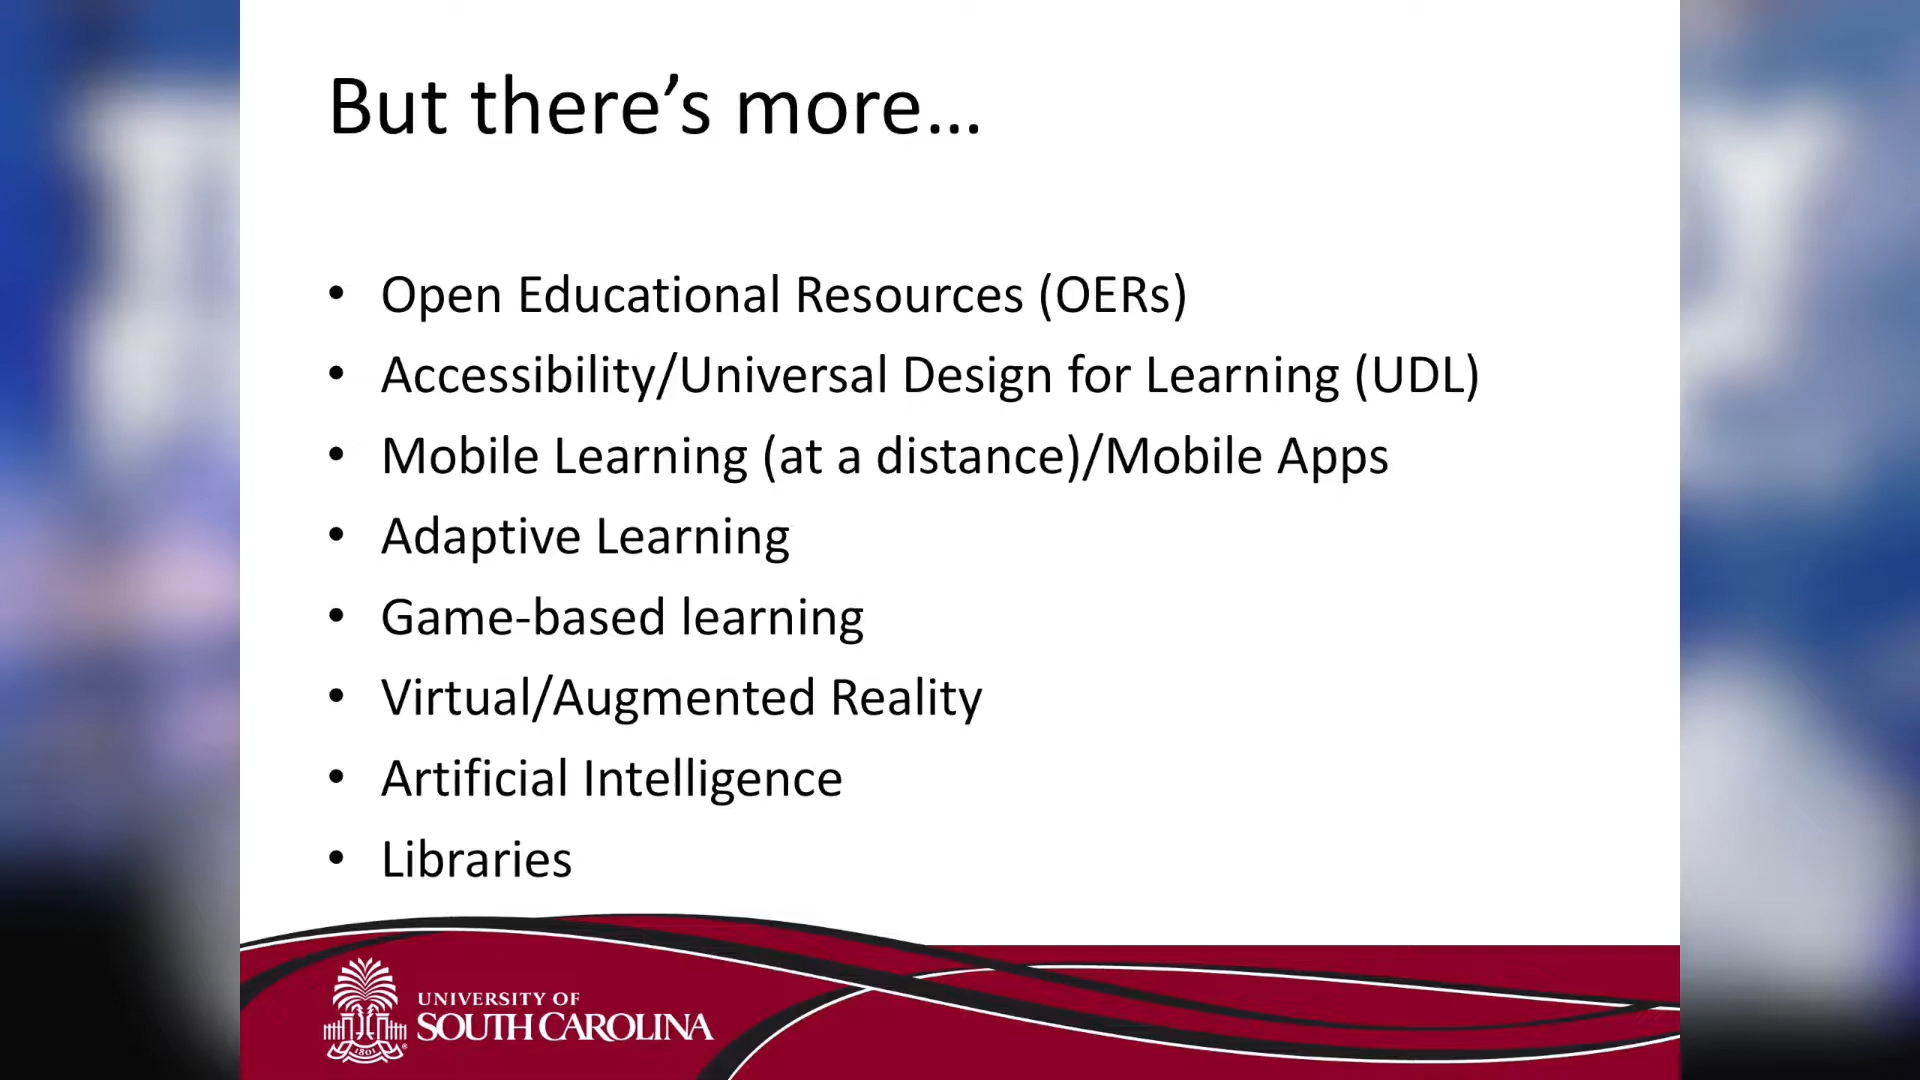 But there’s more…
• Open Educational Resources (OERs)
• Accessibility/Universal Design for Learning (UDL)
• Mobile Learning (at a distance)/Mobile Apps
• Adaptive Learning
• Game-based learning
• Virtual/Augmented Reality
• Artificial Intelligence
• Libraries
UNIVERSITY OF
SOUTH CAROLINA
1801